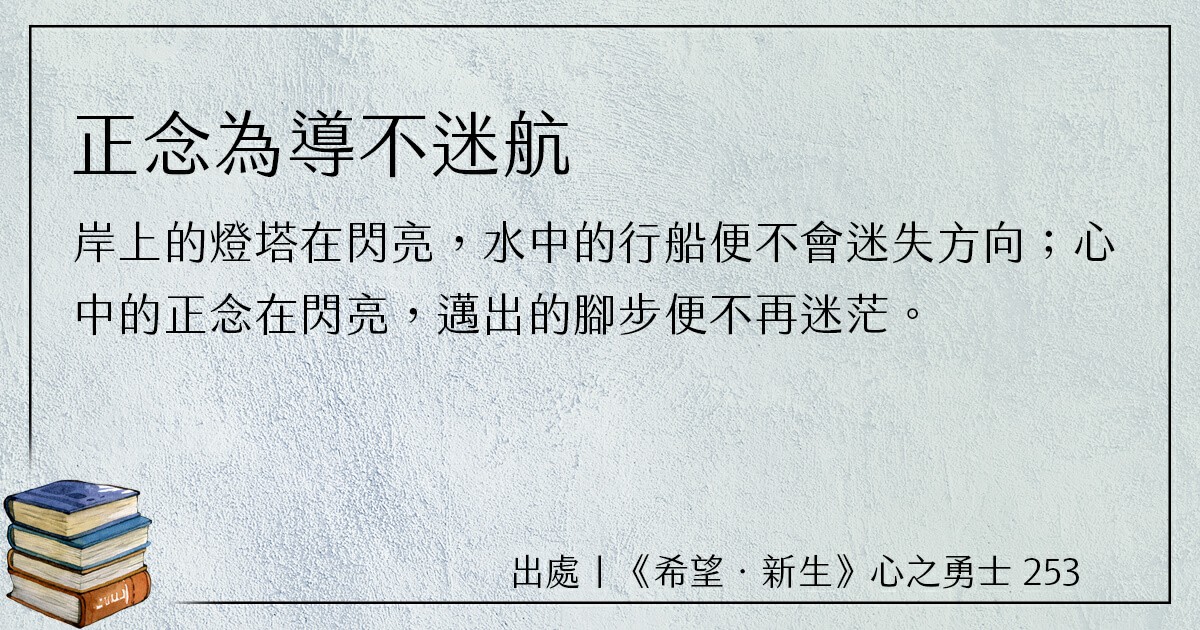 正念為導不迷航
岸上的燈塔在閃亮，水中的行船便不會迷失方向；心
中的正念在閃亮，邁出的腳步便不再迷茫。
出處丨《希望．新生》心之勇士 253